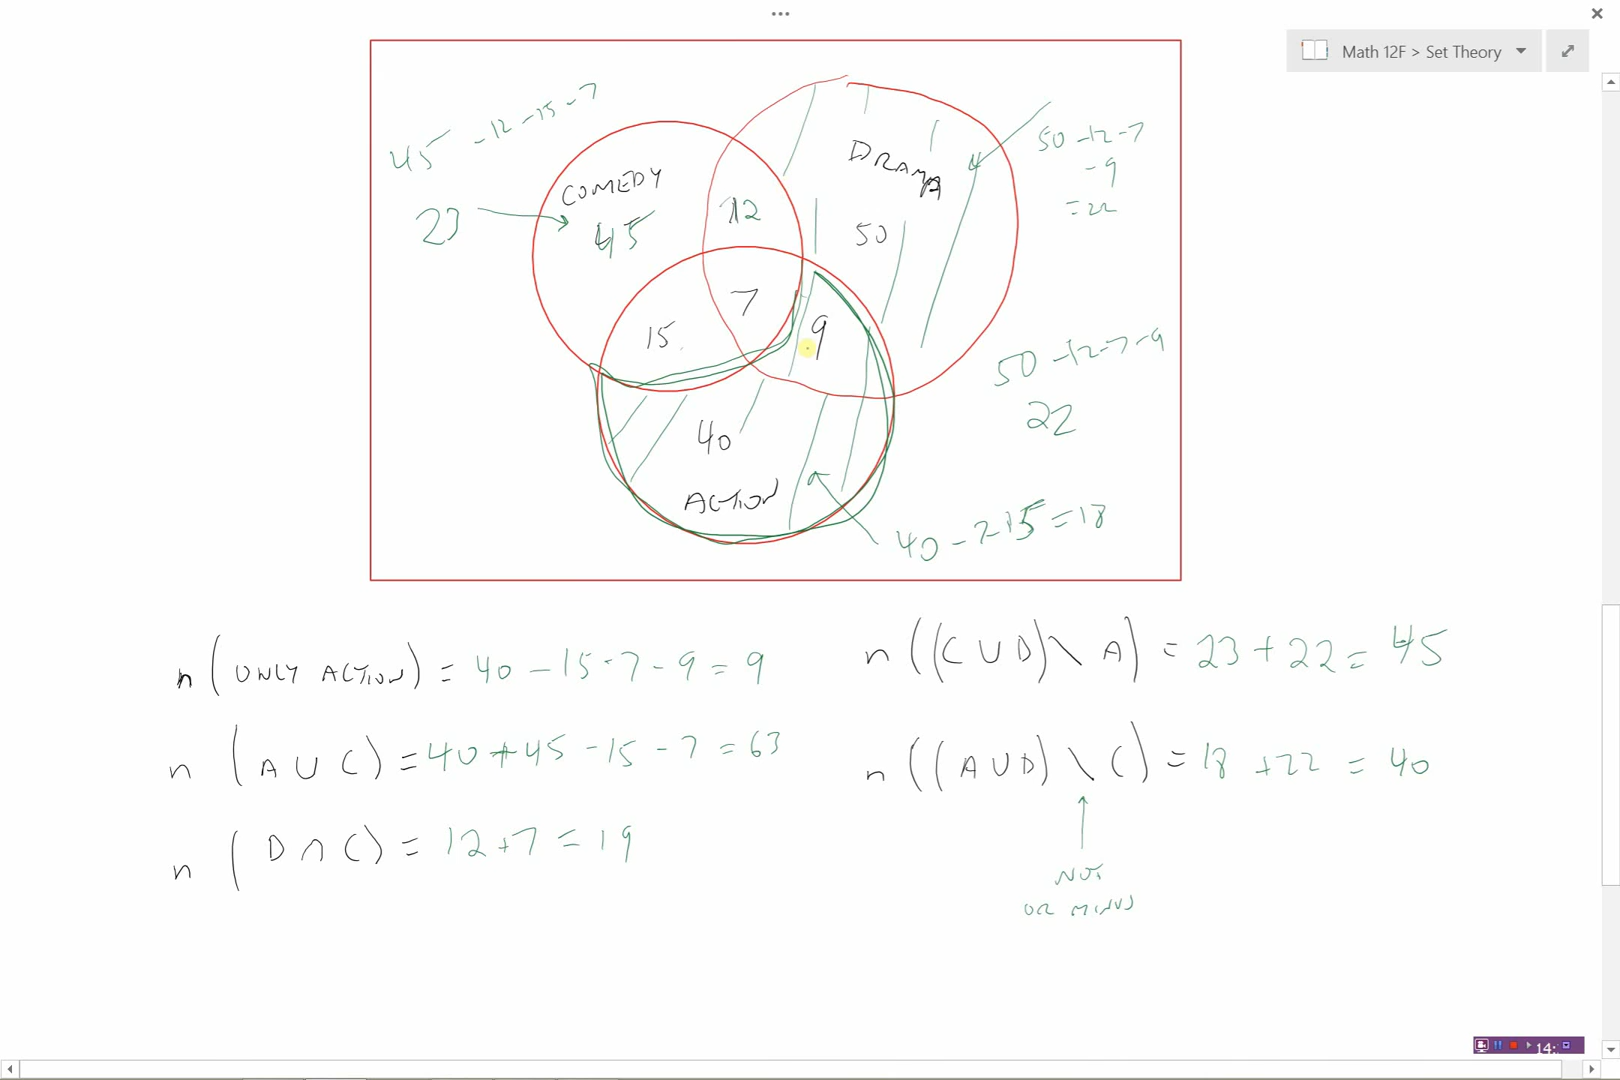 Math 12F > Set Theory
45 -12 -15 -7
23
COMEDY
45
12
DRAMA
50
50 -12 -7
-9
=22
7
15
9
50 -12 -7 -9
22
40
ACTION
40 - 7 -15 = 18
n (ONLY ACTION) = 40 - 15 - 7 - 9 = 9
n (A ∪ C) = 40 + 45 - 15 - 7 = 63
n (D ∩ C) = 12 + 7 = 19
n ((C ∪ D) \ A) = 23 + 22 = 45
n ((A ∪ D) \ C) = 18 + 22 = 40
NOT
OR MINUS
14: